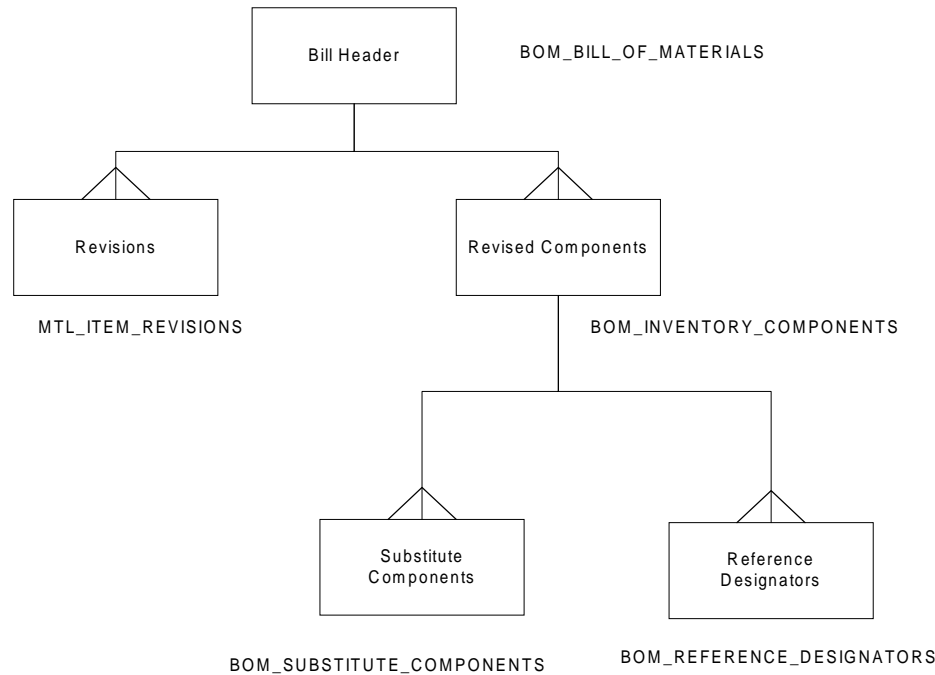 Bill Header
BOM_BILL_OF_MATERIALS
Revisions
Revised Components
MTL_ITEM_REVISIONS
BOM_INVENTORY_COMPONENTS
Substitute
Components
Reference
Designators
BOM_SUBSTITUTE_COMPONENTS
BOM_REFERENCE_DESIGNATORS